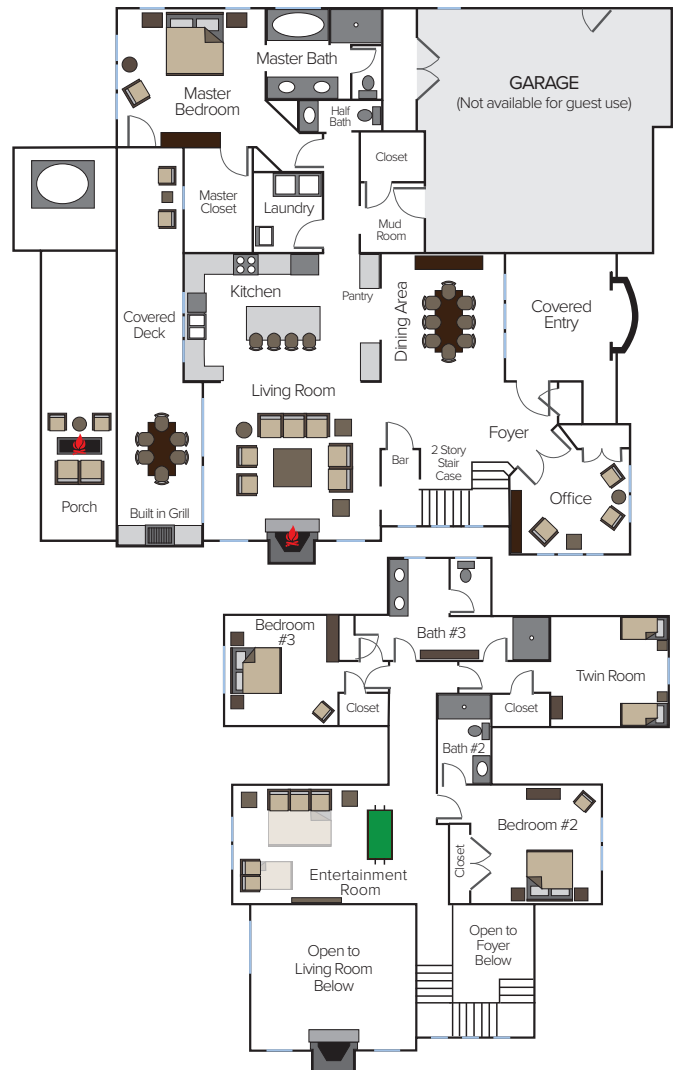 Master Bath
GARAGE
(Not available for guest use)
Master
Bedroom
Half
Bath
Closet
Master
Closet
Laundry
Mud
Room
Kitchen
Pantry
Dining Area
Covered
Entry
Covered
Deck
Living Room
Foyer
Bar
2 Story
Stair
Case
Office
Porch
Built in Grill
Bedroom
#3
Bath #3
Twin Room
Closet
Closet
Bath #2
Bedroom #2
Closet
Entertainment
Room
Open to
Living Room
Below
Open to
Foyer
Below